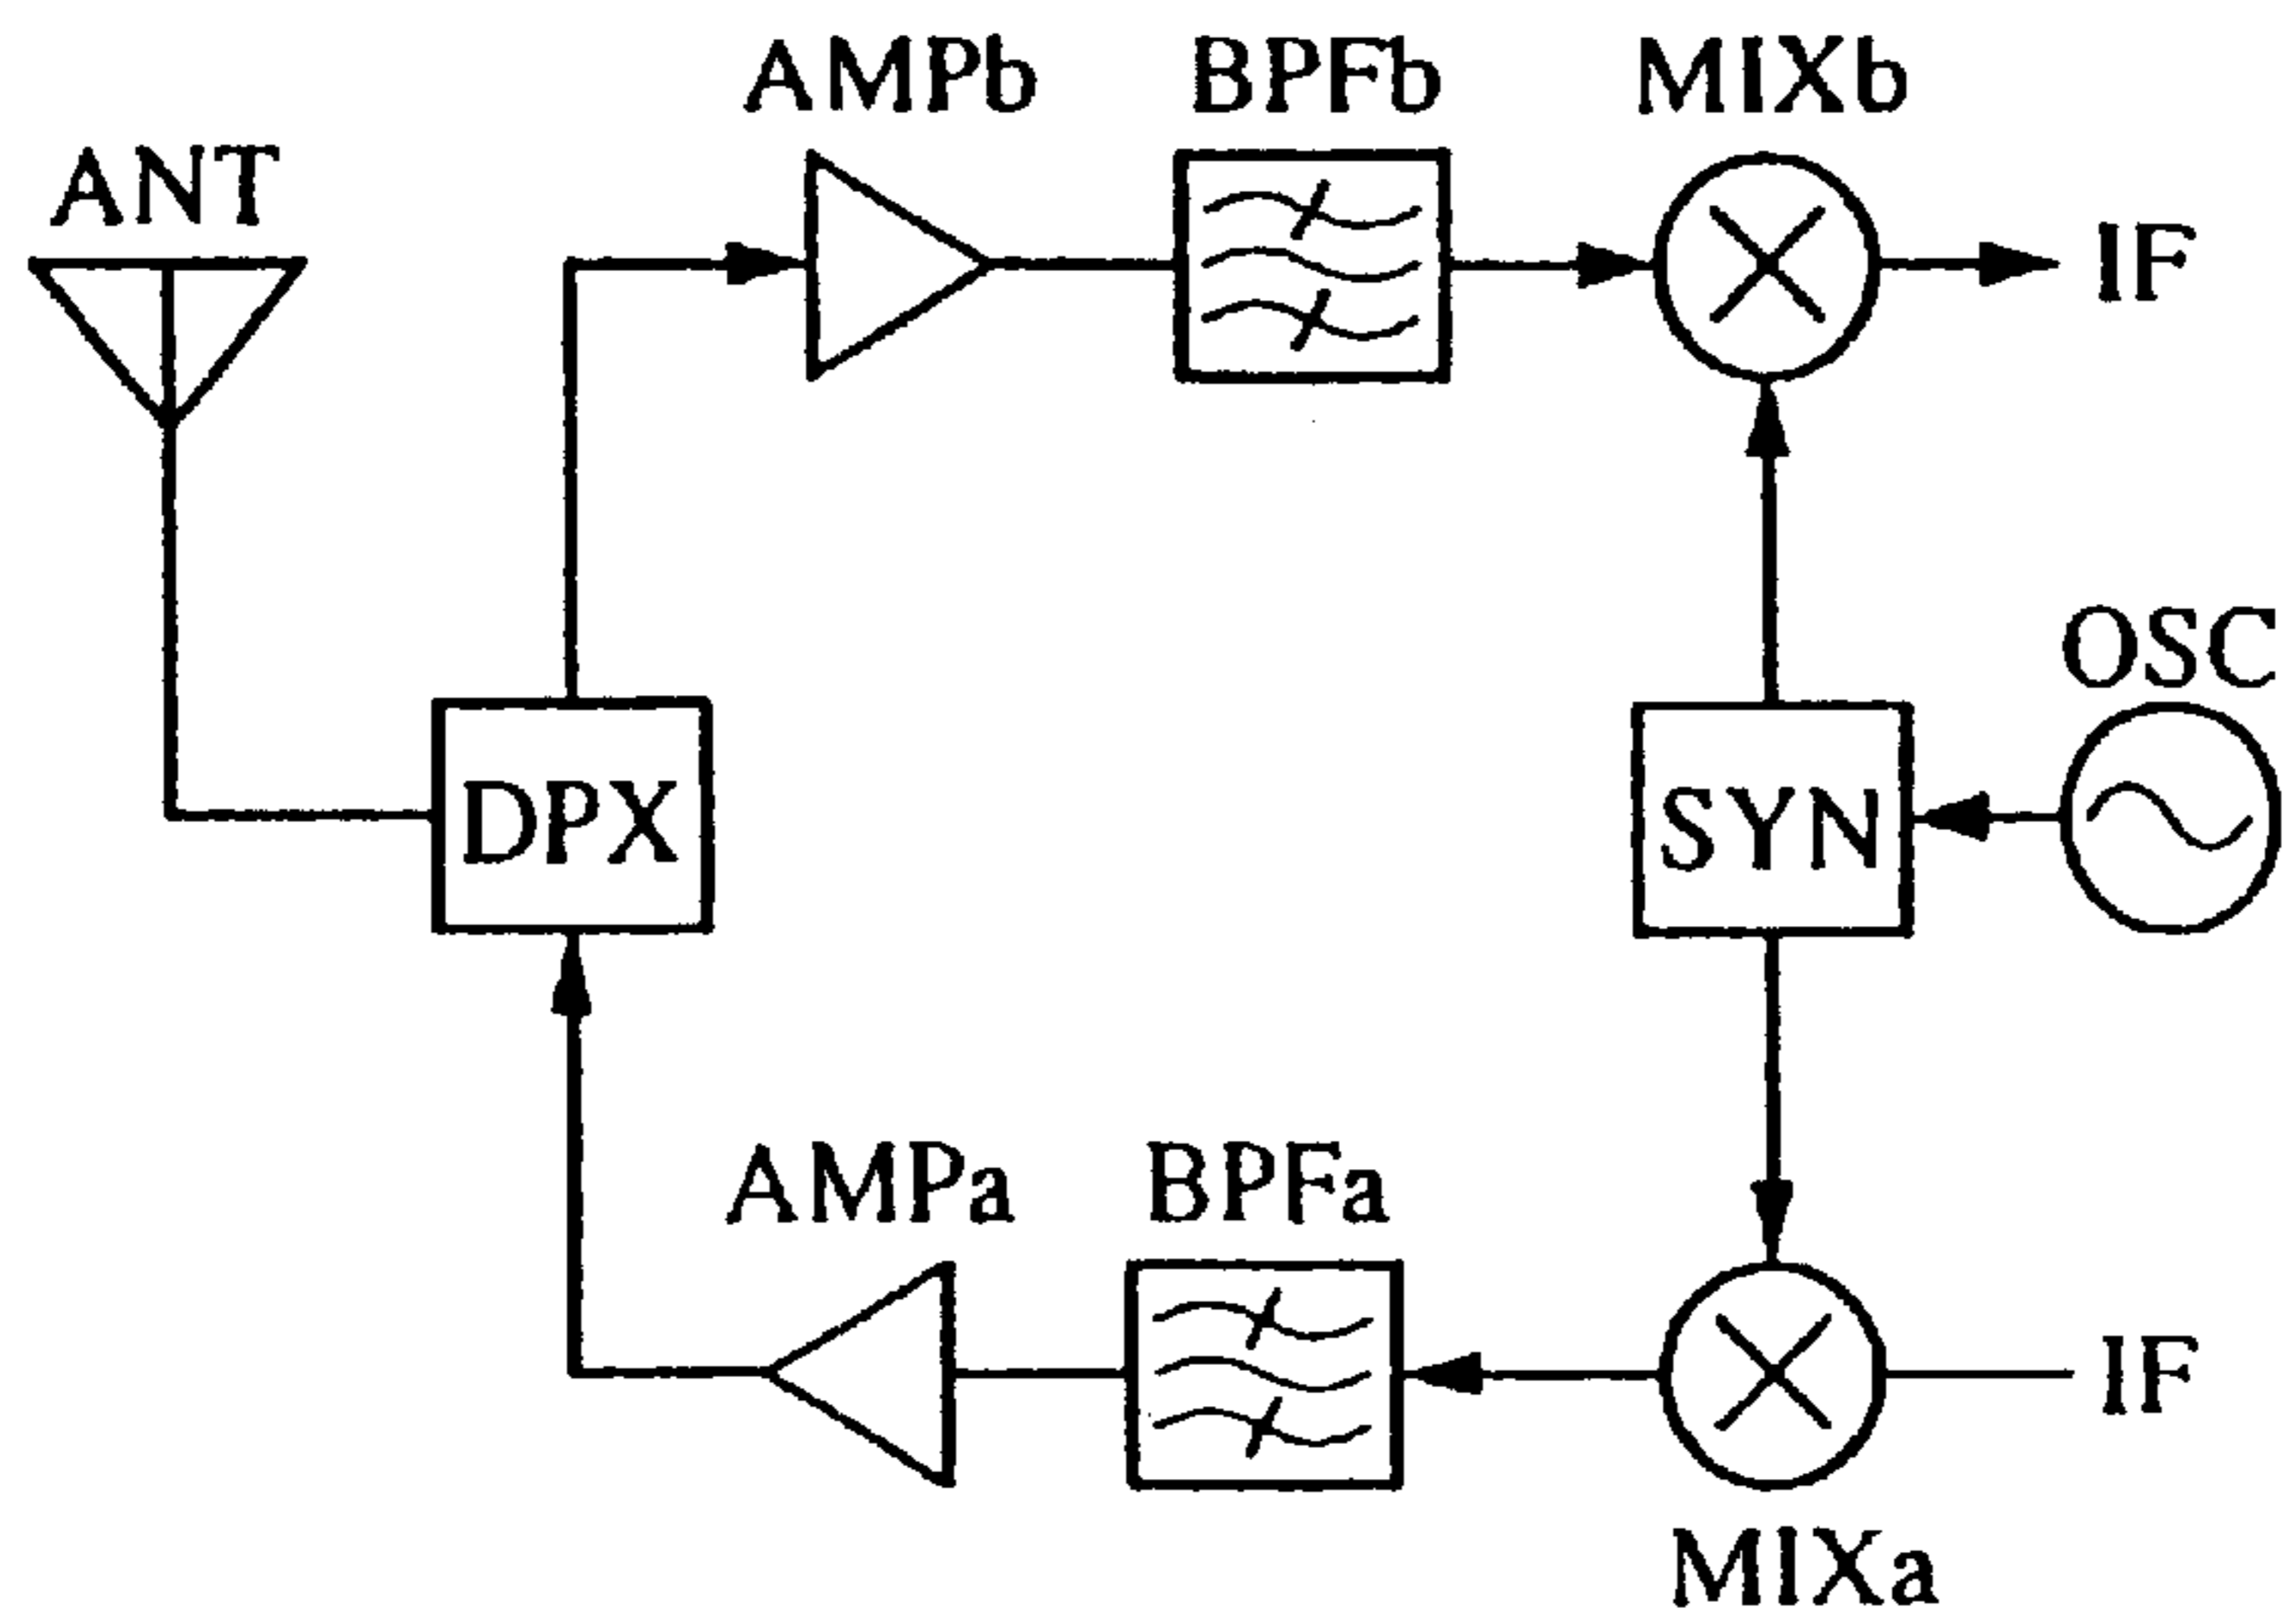 AMPb
BPFb
MIXb
ANT
IF
OSC
DPX
SYN
AMPa
BPFa
IF
MIXa